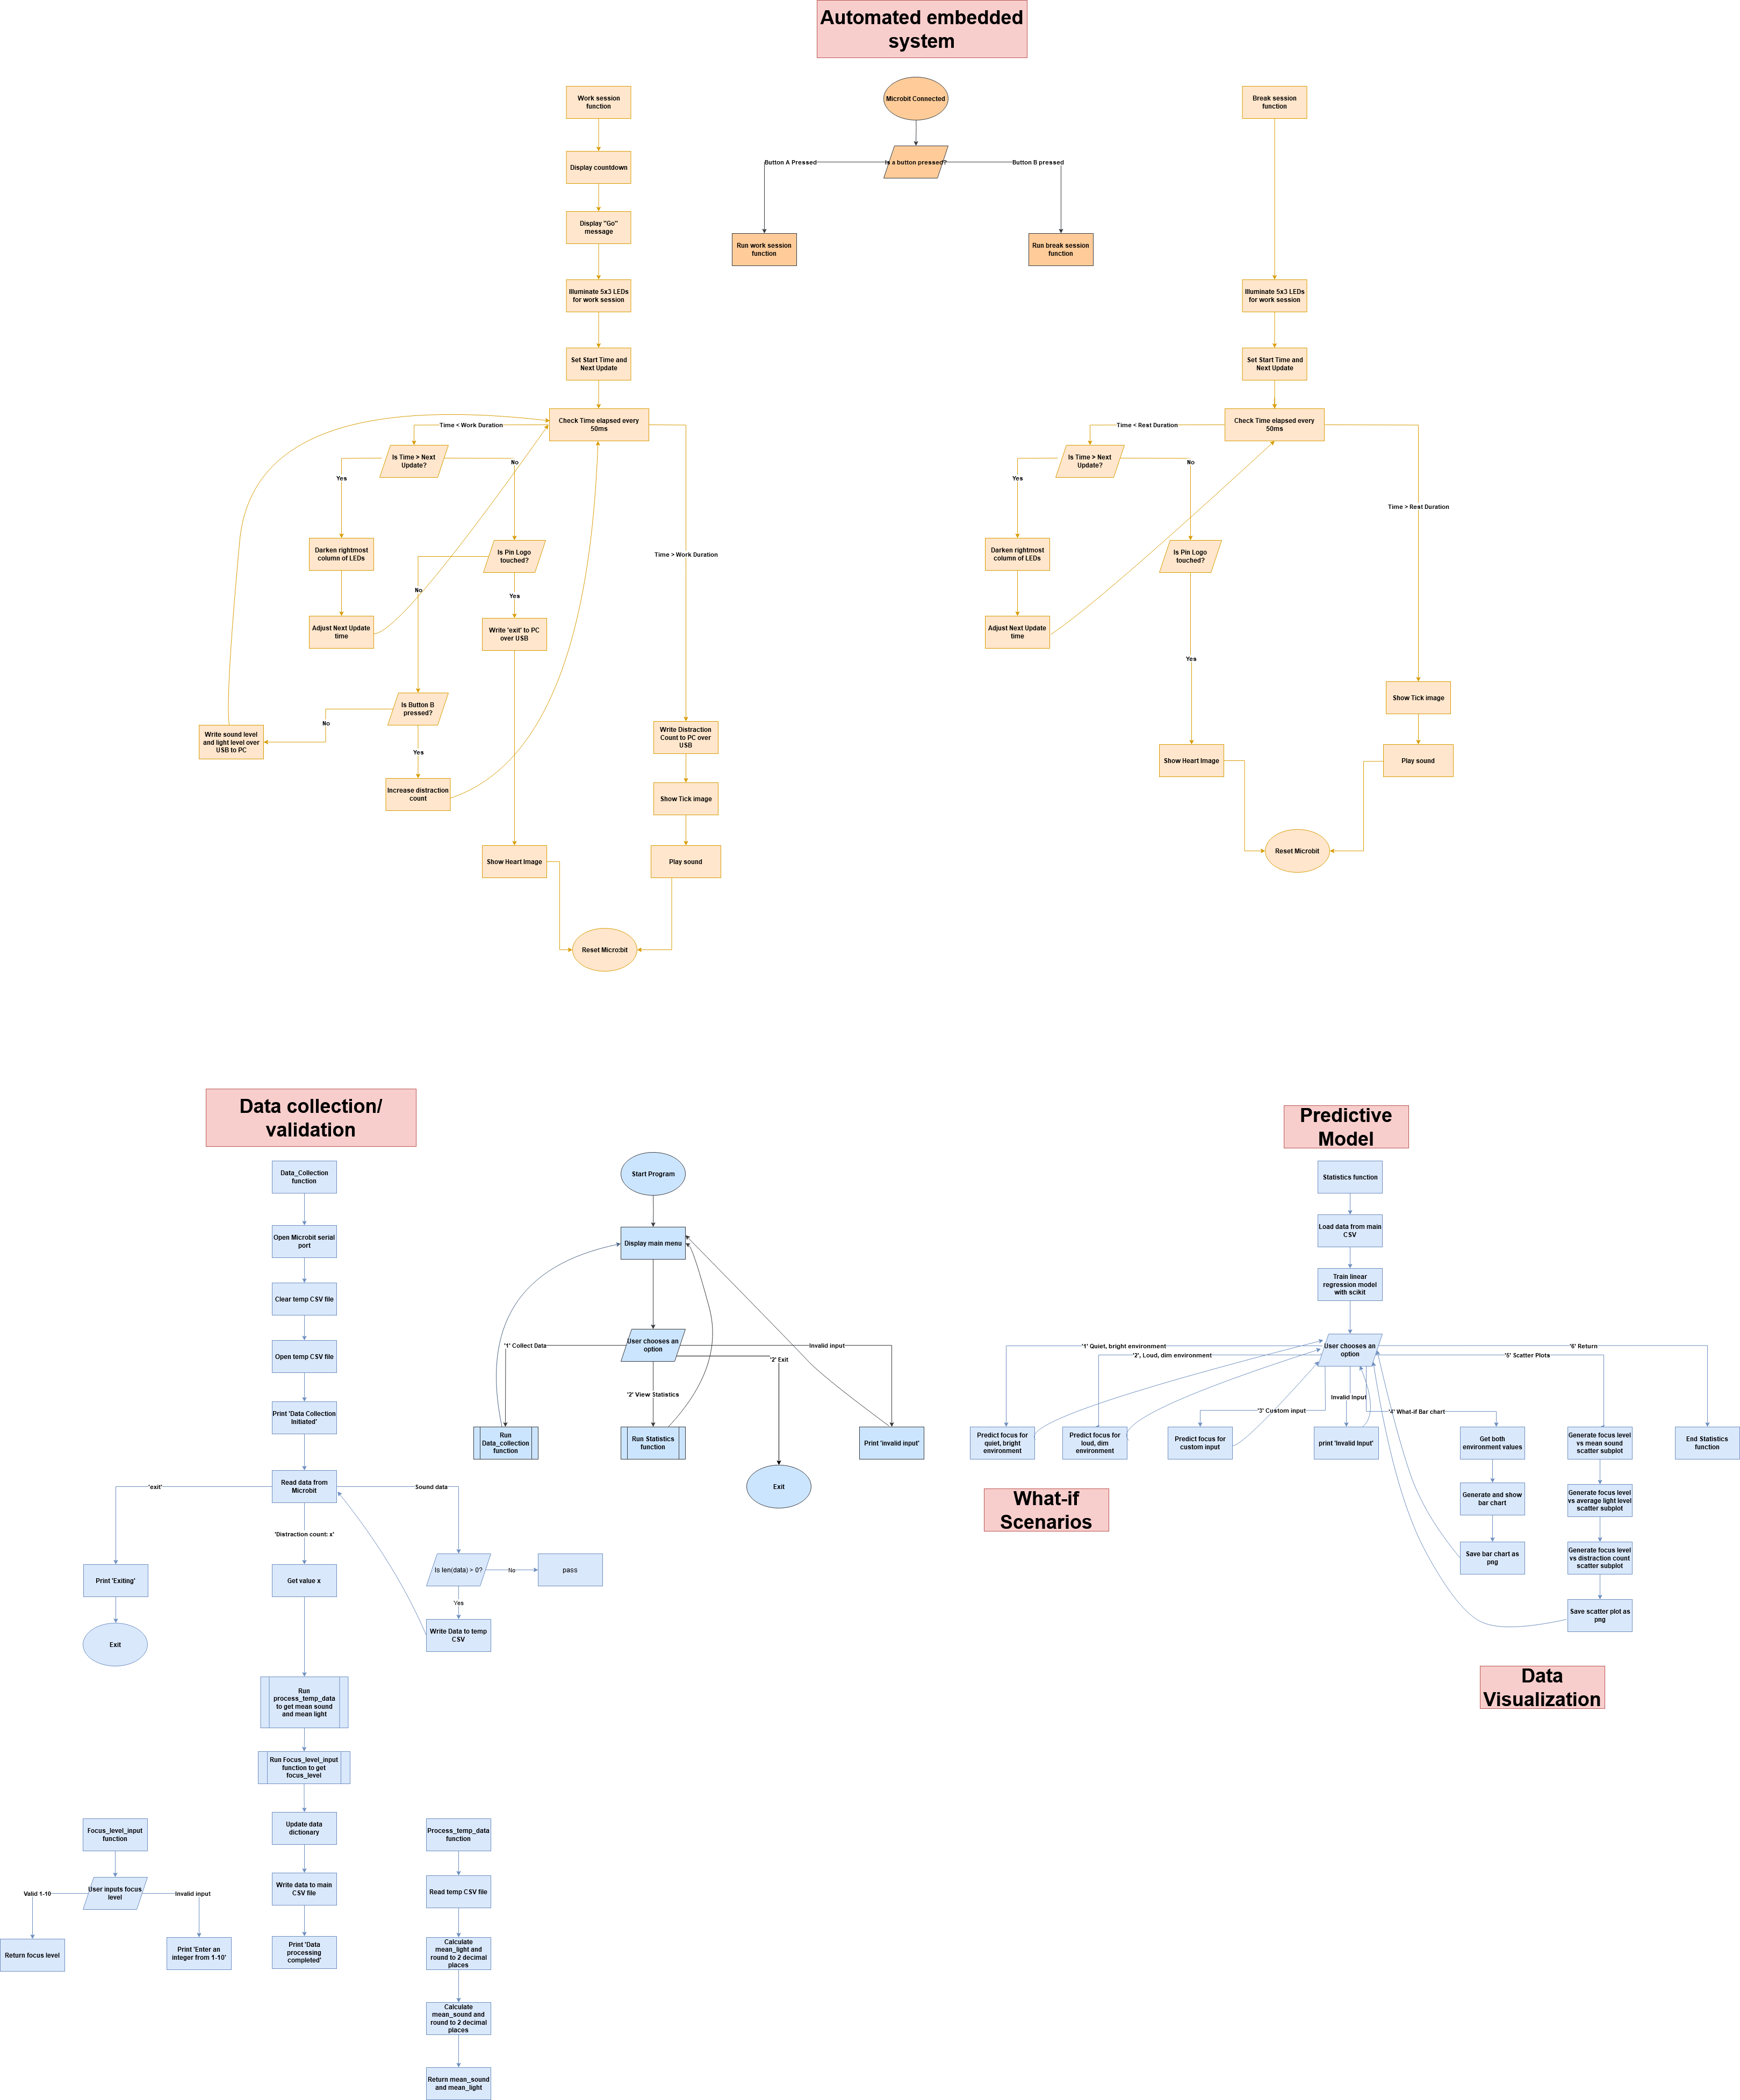 Automated embedded
system
Microbit Connected
Is a button pressed?
Button A Pressed
Button B pressed
Run work session
function
Run break session
function
Work session
function
Display countdown
Display "Go"
message
Illuminate 5x3 LEDs
for work session
Set Start Time and
Next Update
Check Time elapsed every
50ms
Time < Work Duration
Is Time > Next
Update?
Yes
No
Darken rightmost
column of LEDs
Adjust Next Update
time
Is Pin Logo
touched?
No
Yes
Write 'exit' to PC
over USB
Is Button B
pressed?
No
Yes
Write sound level
and light level over
USB to PC
Increase distraction
count
Time > Work Duration
Write Distraction
Count to PC over
USB
Show Tick image
Show Heart Image
Play sound
Reset Micro:bit
Break session
function
Illuminate 5x3 LEDs
for work session
Set Start Time and
Next Update
Check Time elapsed every
50ms
Time < Rest Duration
Is Time > Next
Update?
Yes
No
Darken rightmost
column of LEDs
Adjust Next Update
time
Is Pin Logo
touched?
Yes
Time > Rest Duration
Show Tick image
Show Heart Image
Play sound
Reset Microbit
Data collection/
validation
Data_Collection
function
Open Microbit serial
port
Clear temp CSV file
Open temp CSV file
Print 'Data Collection
Initiated'
Read data from
Microbit
'exit'
Sound data
'Distraction count: x'
Print 'Exiting'
Exit
Get value x
Is len(data) > 0?
No
pass
Yes
Write Data to temp
CSV
Run
process_temp_data
to get mean sound
and mean light
Run Focus_level_input
function to get
focus_level
Update data
dictionary
Write data to main
CSV file
Print 'Data
processing
completed'
Focus_level_input
function
User inputs focus
level
Valid 1-10
Invalid input
Return focus level
Print 'Enter an
integer from 1-10'
Process_temp_data
function
Read temp CSV file
Calculate
mean_light and
round to 2 decimal
places
Calculate
mean_sound and
round to 2 decimal
places
Return mean_sound
and mean_light
Start Program
Display main menu
User chooses an
option
'1' Collect Data
Invalid input
'2' Exit
'2' View Statistics
Run
Data_collection
function
Run Statistics
function
Print 'invalid input'
Exit
Predictive
Model
Statistics function
Load data from main
CSV
Train linear
regression model
with scikit
User chooses an
option
'1' Quiet, bright environment
'2', Loud, dim environment
'3' Custom input
Invalid Input
'4' What-if Bar chart
'5' Scatter Plots
'6' Return
Predict focus for
quiet, bright
environment
Predict focus for
loud, dim
environment
Predict focus for
custom input
print 'Invalid Input'
Get both
environment values
Generate and show
bar chart
Save bar chart as
png
Generate focus level
vs mean sound
scatter subplot
Generate focus level
vs average light level
scatter subplot
Generate focus level
vs distraction count
scatter subplot
Save scatter plot as
png
End Statistics
function
What-if
Scenarios
Data
Visualization